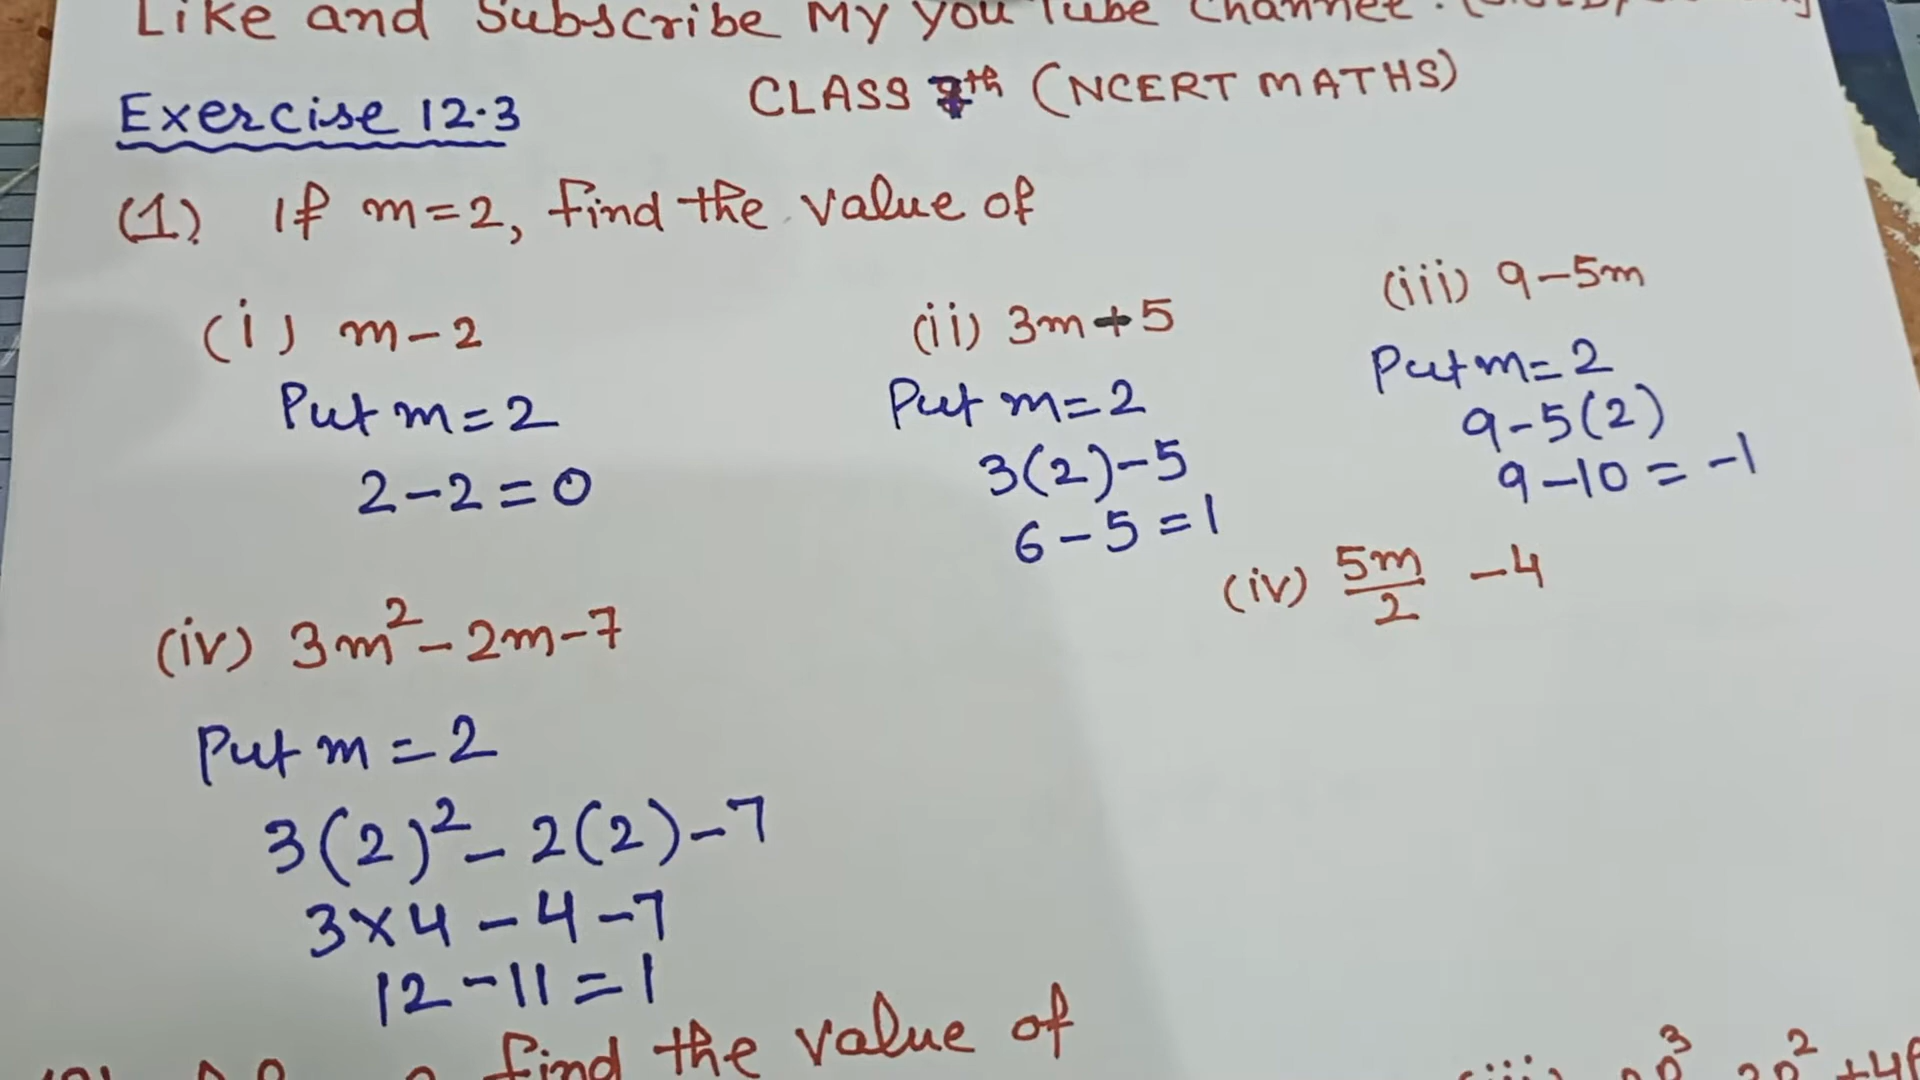 Like and Subscribe My YouTube Channel.
CLASS 7th (NCERT MATHS)
Exercise 12.3
(1) If m=2, find the value of
(i) m-2
Put m=2
2-2=0
(ii) 3m+5
Put m=2
3(2)-5
6-5=1
(iii) 9-5m
Put m=2
9-5(2)
9-10=-1
(iv) 3m²-2m-7
Put m=2
3(2)²-2(2)-7
3×4-4-7
12-11=1
(iv) 5m/2 -4
find the value of